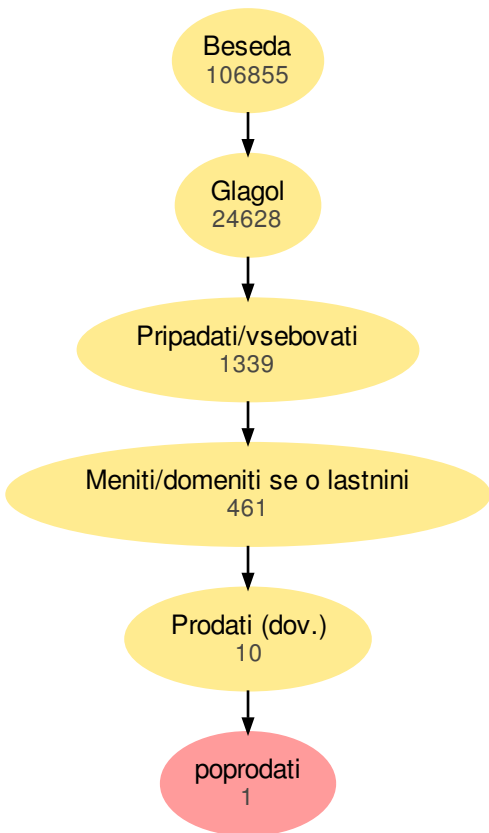 Beseda
106855
Glagol
24628
Pripadati/vsebovati
1339
Meniti/domeniti se o lastnini
461
Prodati (dov.)
10
poprodati
1